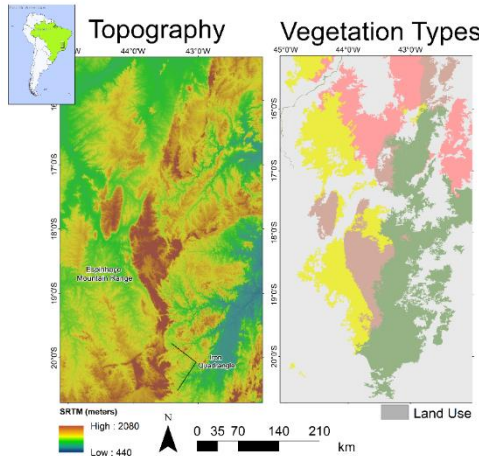 Topography
Vegetation Types
44°0'W
43°0'W
45°0'W
44°0'W
43°0'W
16°0'S
17°0'S
18°0'S
19°0'S
20°0'S
16°0'S
17°0'S
18°0'S
19°0'S
20°0'S
Espinhaço
Mountain Range
Iron
Quadrangle
SRTM (meters)
High : 2080
Low : 440
N
0 35 70 140 210
km
Land Use